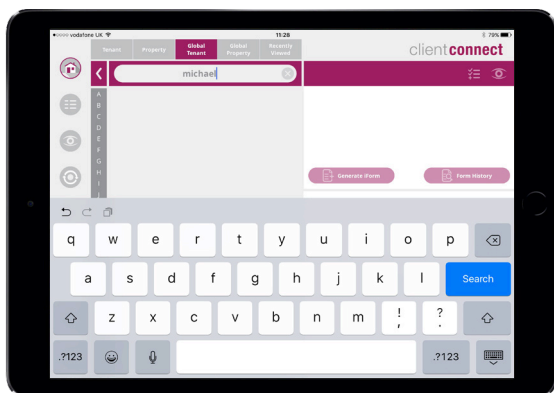 vodafone UK 11:28 79%
Tenant Property Global Tenant Global Property Recently Viewed
clientconnect
michael
A
B
C
D
E
F
G
H
I
J
Generate iForm Form History
q w e r t y u i o p
a s d f g h j k l Search
z x c v b n m ! , ? .
.?123 .?123